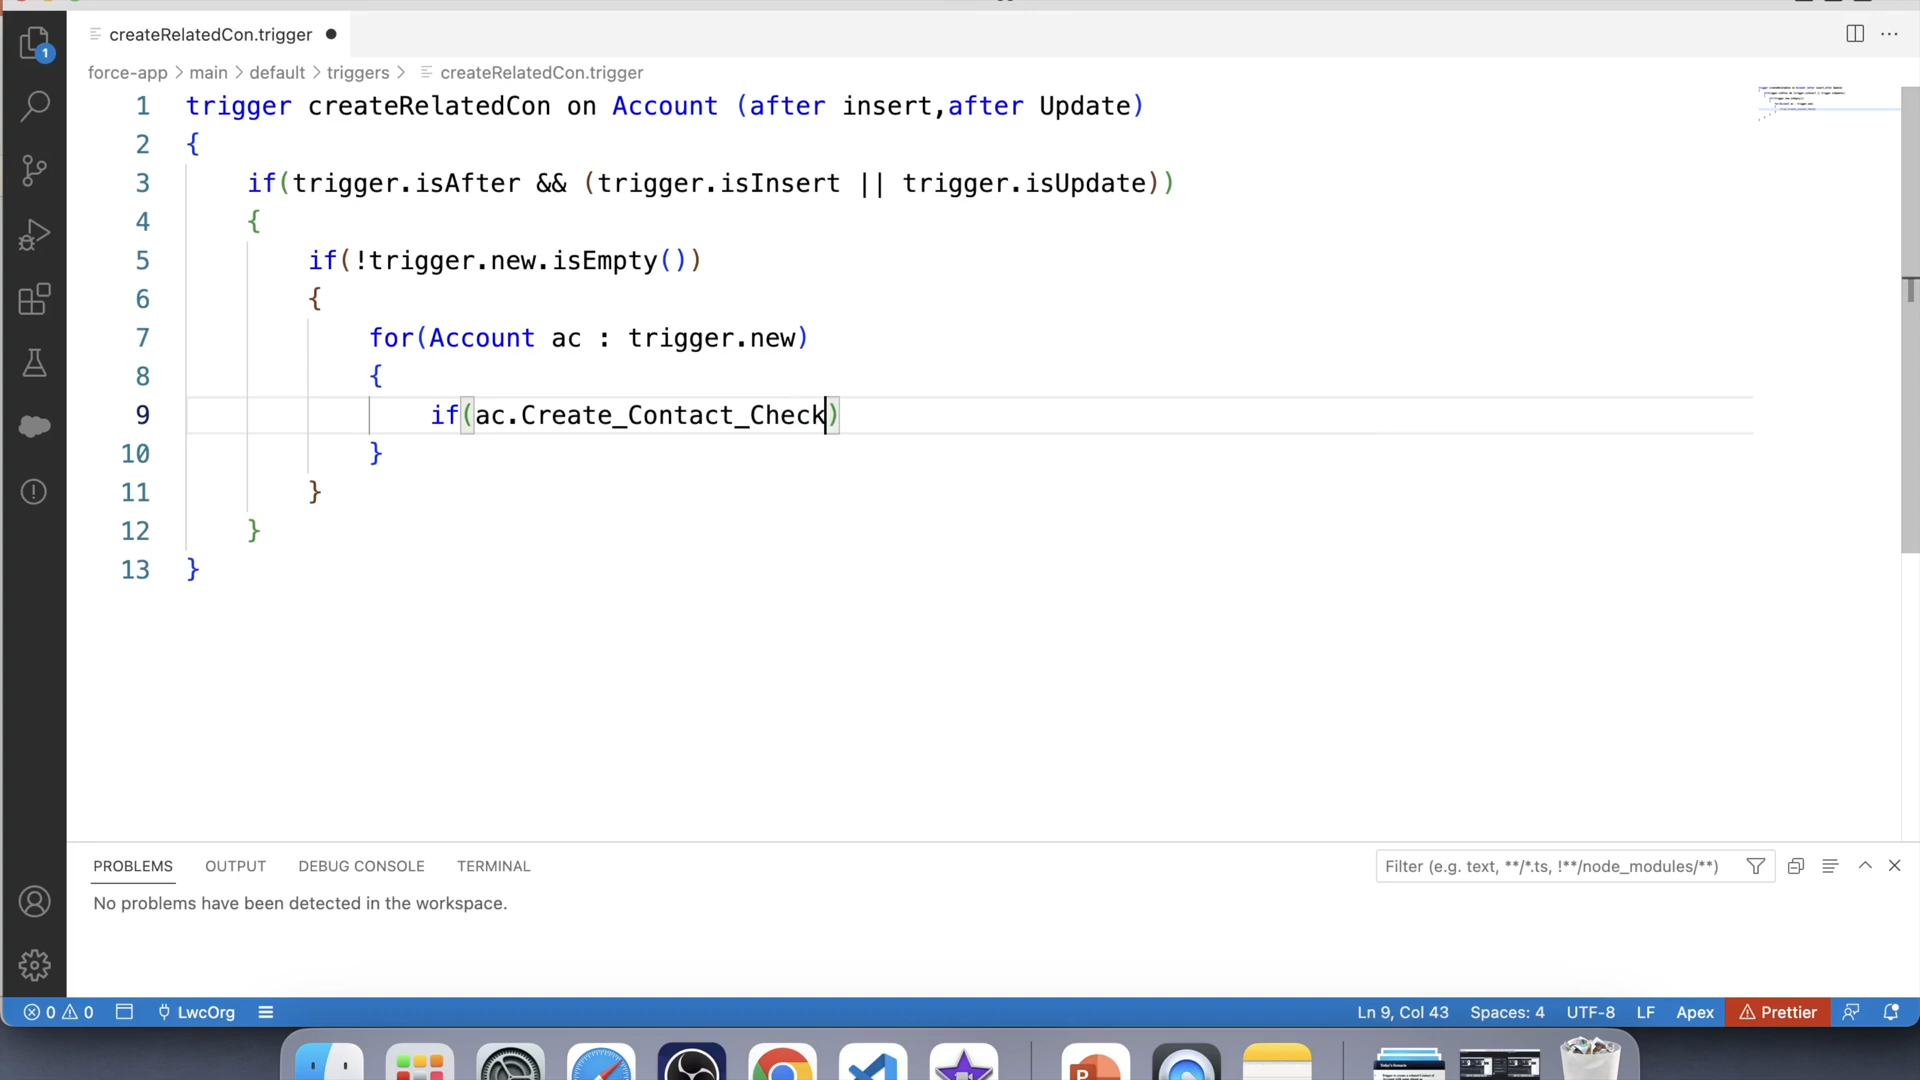 createRelatedCon.trigger
force-app > main > default > triggers > createRelatedCon.trigger
1 trigger createRelatedCon on Account (after insert,after Update)
2 {
3 if(trigger.isAfter && (trigger.isInsert || trigger.isUpdate))
4 {
5 if(!trigger.new.isEmpty())
6 {
7 for(Account ac : trigger.new)
8 {
9 if(ac.Create_Contact_Check)
10 }
11 }
12 }
13 }
1
PROBLEMS OUTPUT DEBUG CONSOLE TERMINAL
Filter (e.g. text, **/*.ts, !**/node_modules/**)
No problems have been detected in the workspace.
0 0 LwcOrg
Ln 9, Col 43 Spaces: 4 UTF-8 LF Apex Prettier